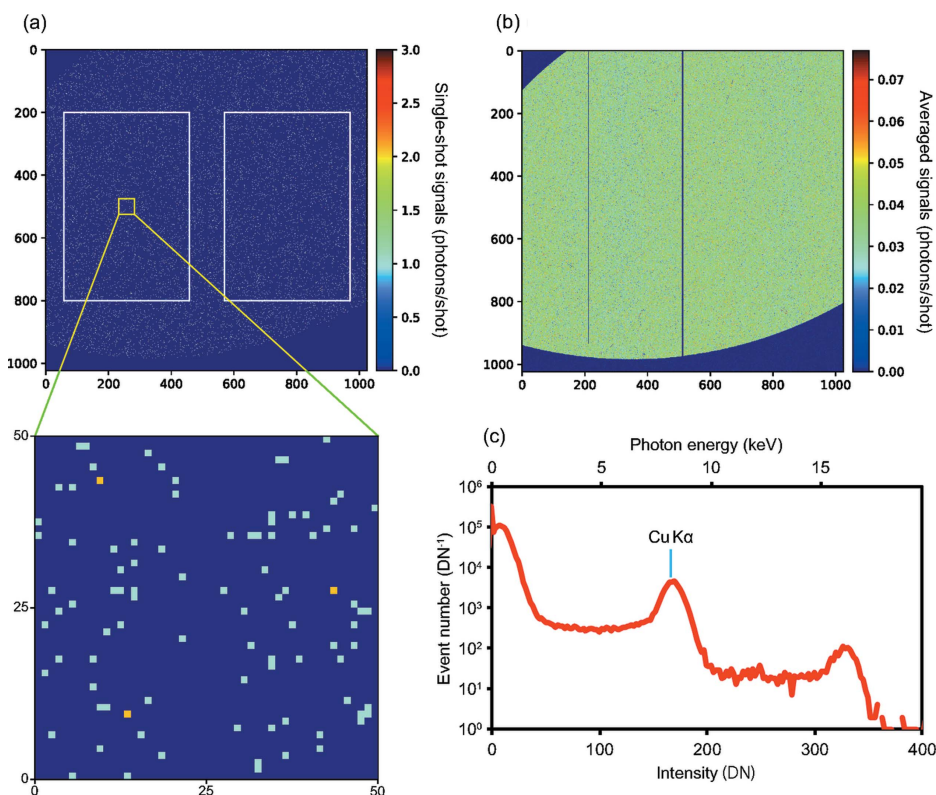 (a)
0
200
400
600
800
1000
0 200 400 600 800 1000
3.0
2.5
2.0
1.5
1.0
0.5
0.0
Single-shot signals (photons/shot)
(b)
0
200
400
600
800
1000
0 200 400 600 800 1000
0.07
0.06
0.05
0.04
0.03
0.02
0.01
0.00
Averaged signals (photons/shot)
50
25
0
25 50
(c)
Photon energy (keV)
0 5 10 15
10⁶
10⁵
10⁴
10³
10²
10¹
10⁰
Event number (DN⁻¹)
Cu Kα
0 100 200 300 400
Intensity (DN)